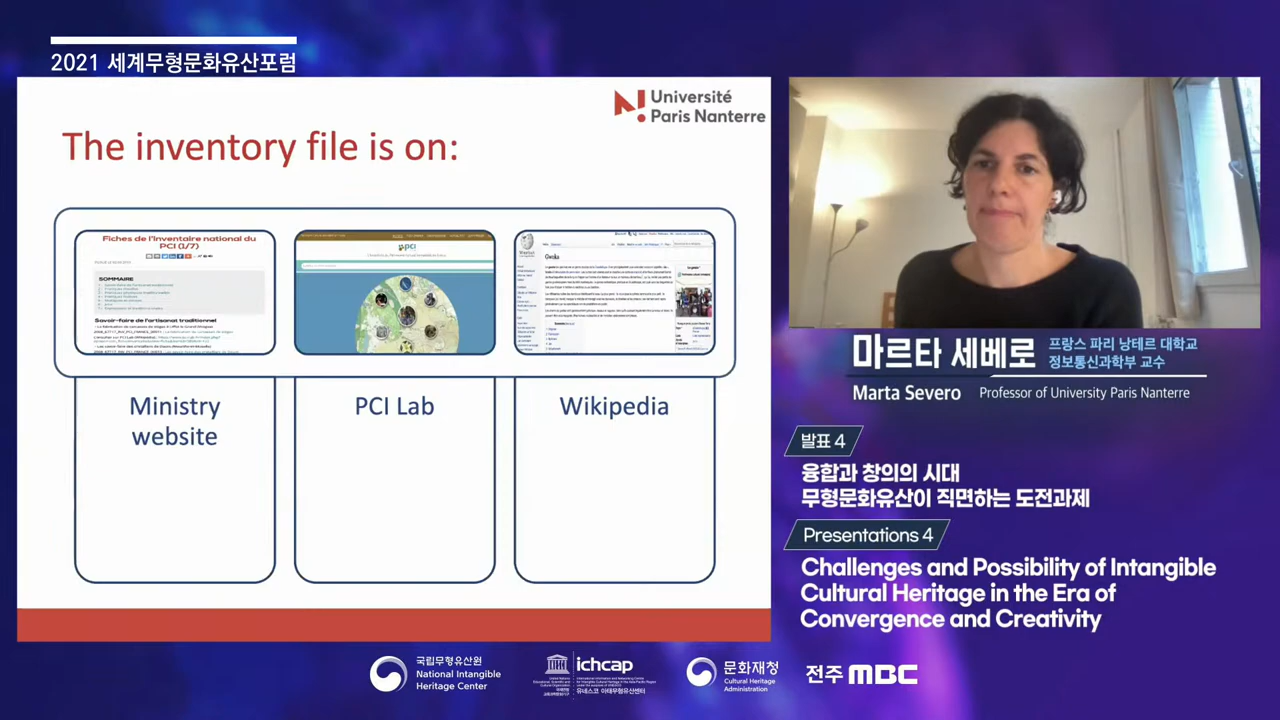 2021 세계무형문화유산포럼
Université
Paris Nanterre
The inventory file is on:
Fiches de l'inventaire national du
PCI (1/7)
SOMMAIRE
Savoir-faire de l'artisanat traditionnel
PCI
Gwoka
Ministry
website
PCI Lab
Wikipedia
마르타 세베로
프랑스 파리 낭테르 대학교
정보통신과학부 교수
Marta Severo
Professor of University Paris Nanterre
발표 4
융합과 창의의 시대
무형문화유산이 직면하는 도전과제
Presentations 4
Challenges and Possibility of Intangible
Cultural Heritage in the Era of
Convergence and Creativity
국립무형유산원
National Intangible
Heritage Center
ichcap
유네스코 아태무형유산센터
문화재청
Cultural Heritage
Administration
전주 MBC